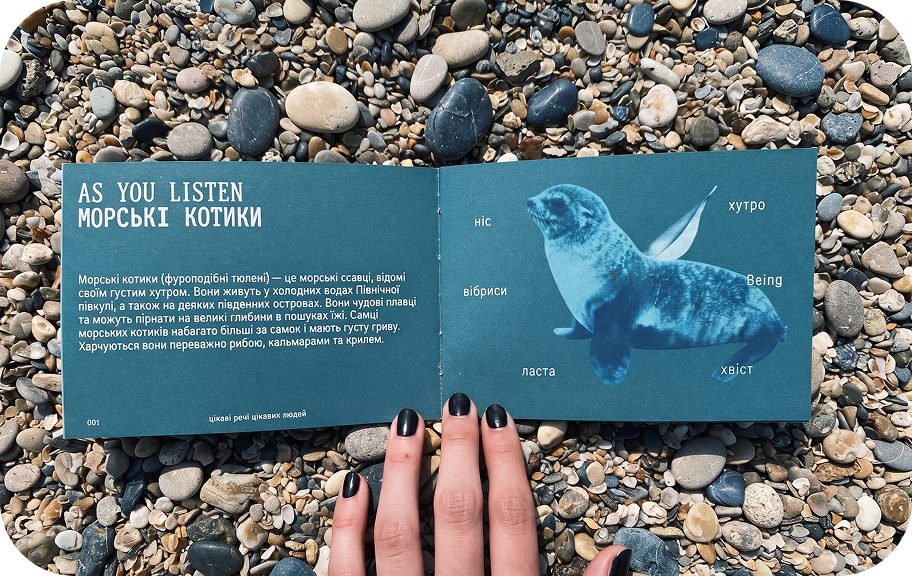 AS YOU LISTEN
МОРСЬКІ КОТИКИ
Морські котики (фуроподібні тюлені) — це морські ссавці, відомі
своїм густим хутром. Вони живуть у холодних водах Північної
півкулі, а також на деяких південних островах. Вони чудові плавці
та можуть пірнати на великі глибини в пошуках їжі. Самці
морських котиків набагато більші за самок і мають густу гриву.
Харчуються вони переважно рибою, кальмарами та крилем.
001
цікаві речі цікавих людей
ніс
хутро
вібриси
Being
ласта
хвіст